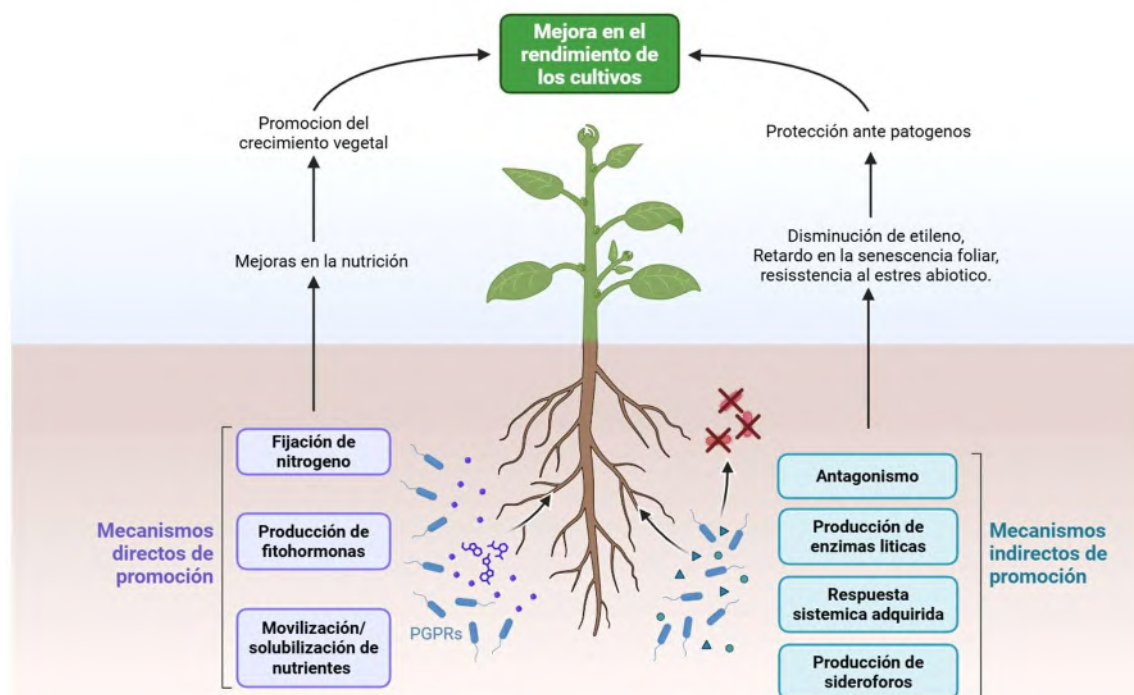 Mejora en el
rendimiento de
los cultivos
Promocion del
crecimiento vegetal
Mejoras en la nutrición
Protección ante patogenos
Disminución de etileno,
Retardo en la senescencia foliar,
resisstencia al estres abiotico.
Mecanismos
directos de
promoción
Fijación de
nitrogeno
Producción de
fitohormonas
Movilización/
solubilización de
nutrientes
PGPRs
Antagonismo
Producción de
enzimas liticas
Respuesta
sistemica adquirida
Producción de
sideroforos
Mecanismos
indirectos de
promoción